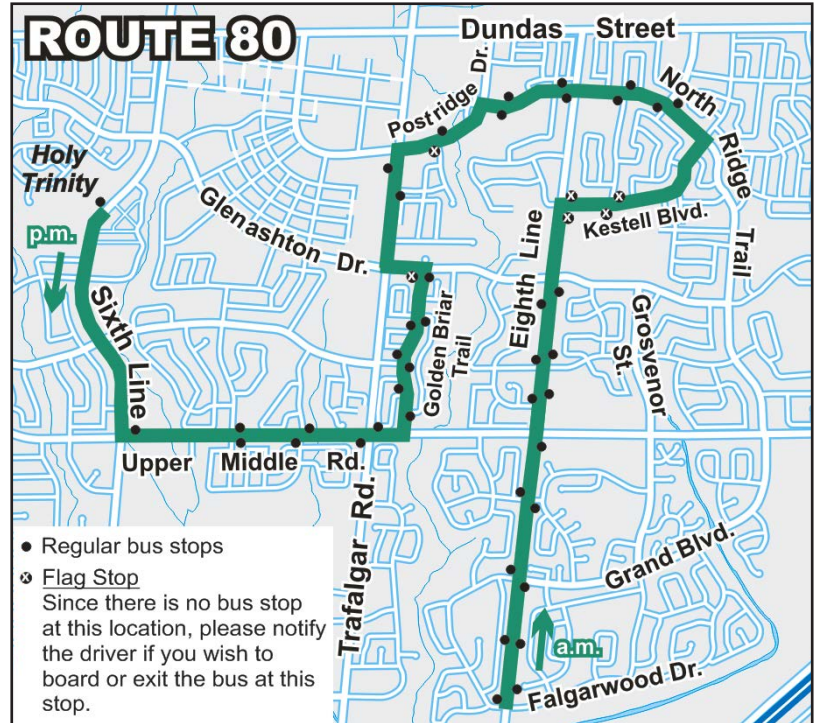 ROUTE 80
Dundas Street
Postridge Dr.
North Ridge Trail
Holy
Trinity
Glenashton Dr.
Kestell Blvd.
p.m.
Sixth Line
Eighth Line
Golden Briar
Trail
Grosvenor
St.
Upper Middle Rd.
Trafalgar Rd.
Grand Blvd.
a.m.
Falgarwood Dr.
Regular bus stops
Flag Stop
Since there is no bus stop
at this location, please notify
the driver if you wish to
board or exit the bus at this
stop.